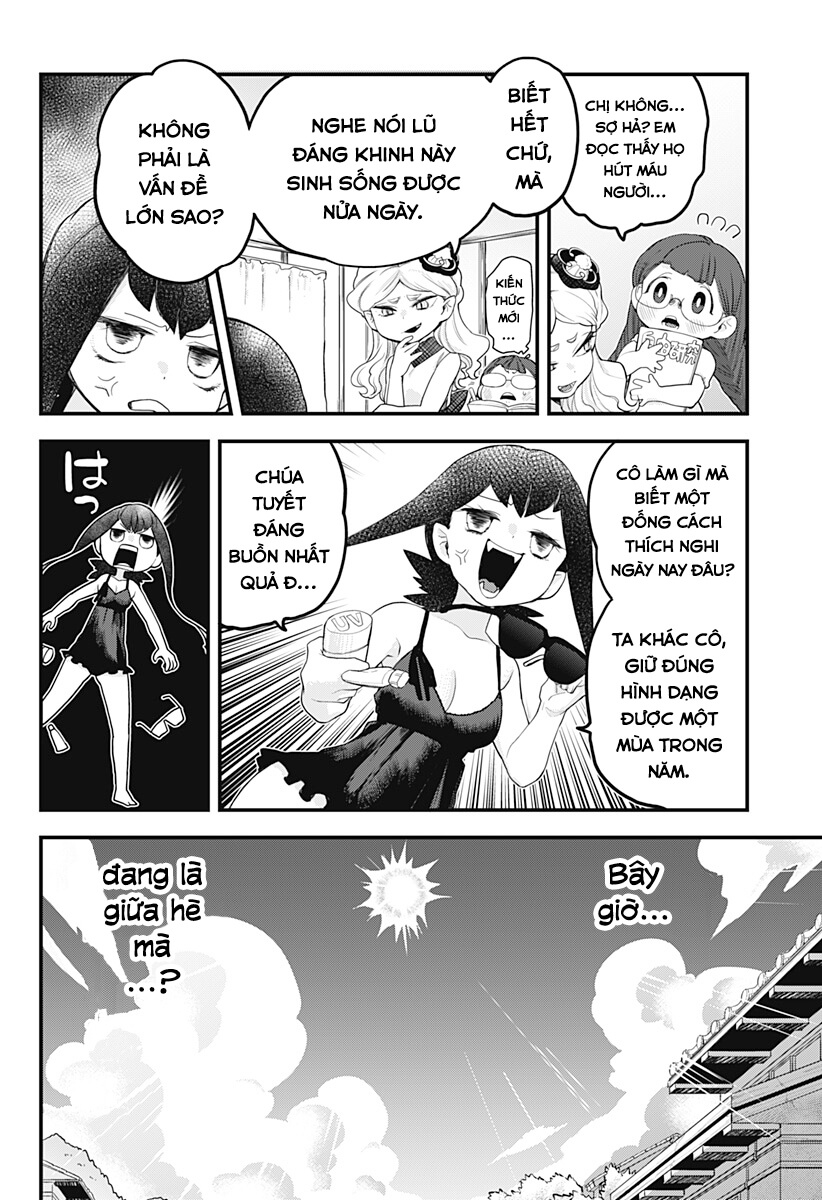 CHỊ KHÔNG...
SỢ HẢ? EM
ĐỌC THẤY HỌ
HÚT MÁU
NGƯỜI...
BIẾT
HẾT
CHỨ,
MÀ
NGHE NÓI LŨ
ĐÁNG KHINH NÀY
SINH SỐNG ĐƯỢC
NỬA NGÀY.
KIẾN
THỨC
MỚI
...
KHÔNG
PHẢI LÀ
VẤN ĐỀ
LỚN SAO?
CÔ LÀM GÌ MÀ
BIẾT MỘT
ĐỐNG CÁCH
THÍCH NGHI
NGÀY NAY ĐÂU?
TA KHÁC CÔ,
GIỮ ĐÚNG
HÌNH DẠNG
ĐƯỢC MỘT
MÙA TRONG
NĂM.
CHÚA
TUYẾT
ĐÁNG
BUỒN NHẤT
QUẢ Đ...
UV
はっ
Bây
giờ...
đang là
giữa hè
mà
...?